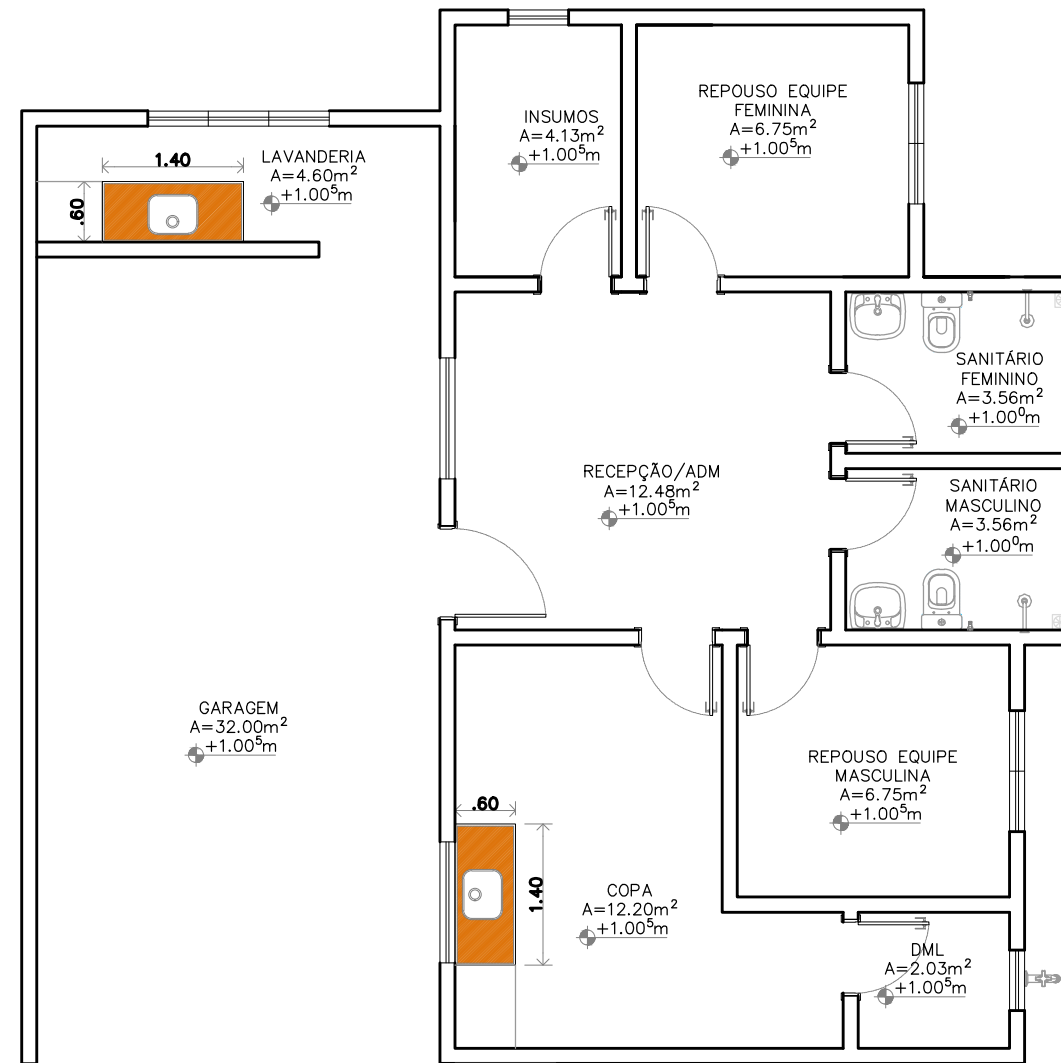 INSUMOS
A=4.13m²
+1.00⁵m
REPOUSO EQUIPE
FEMININA
A=6.75m²
+1.00⁵m
1.40
.60
LAVANDERIA
A=4.60m²
+1.00⁵m
SANITÁRIO
FEMININO
A=3.56m²
+1.00⁰m
RECEPÇÃO/ADM
A=12.48m²
+1.00⁵m
SANITÁRIO
MASCULINO
A=3.56m²
+1.00⁰m
GARAGEM
A=32.00m²
+1.00⁵m
REPOUSO EQUIPE
MASCULINA
A=6.75m²
+1.00⁵m
.60
1.40
COPA
A=12.20m²
+1.00⁵m
DML
A=2.03m²
+1.00⁵m